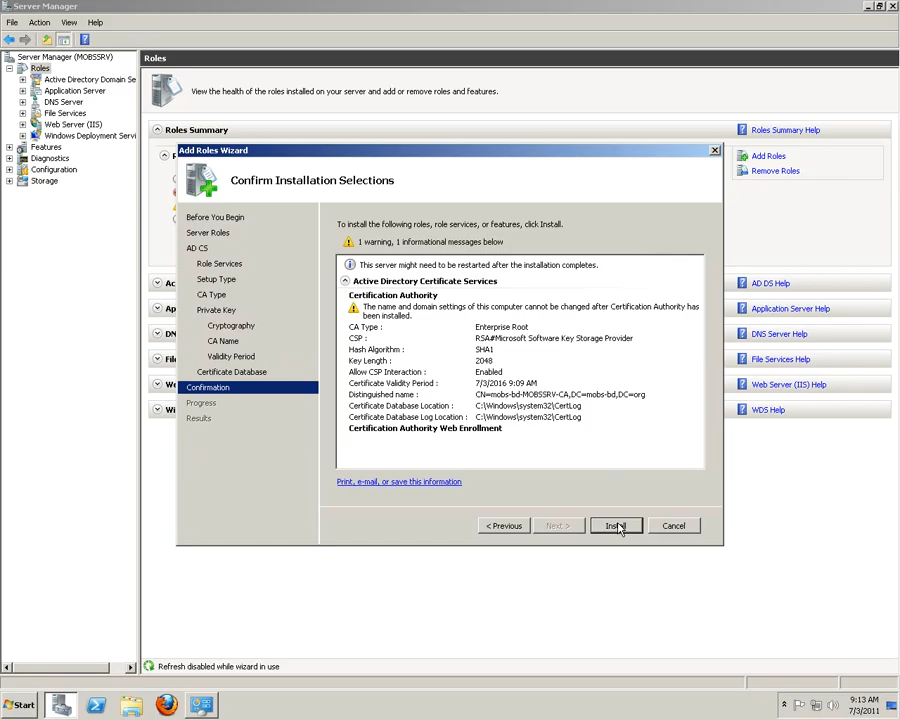 Server Manager
File Action View Help
Server Manager (MOBSSRV)
Roles
Active Directory Domain Se
Application Server
DNS Server
File Services
Web Server (IIS)
Windows Deployment Servi
Features
Diagnostics
Configuration
Storage
Roles
View the health of the roles installed on your server and add or remove roles and features.
Roles Summary
Roles Summary Help
Add Roles
Remove Roles
AD DS Help
Application Server Help
DNS Server Help
File Services Help
Web Server (IIS) Help
WDS Help
Add Roles Wizard
Confirm Installation Selections
Before You Begin
Server Roles
AD CS
Role Services
Setup Type
CA Type
Private Key
Cryptography
CA Name
Validity Period
Certificate Database
Confirmation
Progress
Results
To install the following roles, role services, or features, click Install.
1 warning, 1 informational messages below
This server might need to be restarted after the installation completes.
Active Directory Certificate Services
Certification Authority
The name and domain settings of this computer cannot be changed after Certification Authority has
been installed.
CA Type : Enterprise Root
CSP : RSA#Microsoft Software Key Storage Provider
Hash Algorithm : SHA1
Key Length : 2048
Allow CSP Interaction : Enabled
Certificate Validity Period : 7/3/2016 9:09 AM
Distinguished name : CN=mobs-bd-MOBSSRV-CA,DC=mobs-bd,DC=org
Certificate Database Location : C:\Windows\system32\CertLog
Certificate Database Log Location : C:\Windows\system32\CertLog
Certification Authority Web Enrollment
Print, e-mail, or save this information
< Previous Next > Install Cancel
Refresh disabled while wizard in use
Start
9:13 AM
7/3/2011